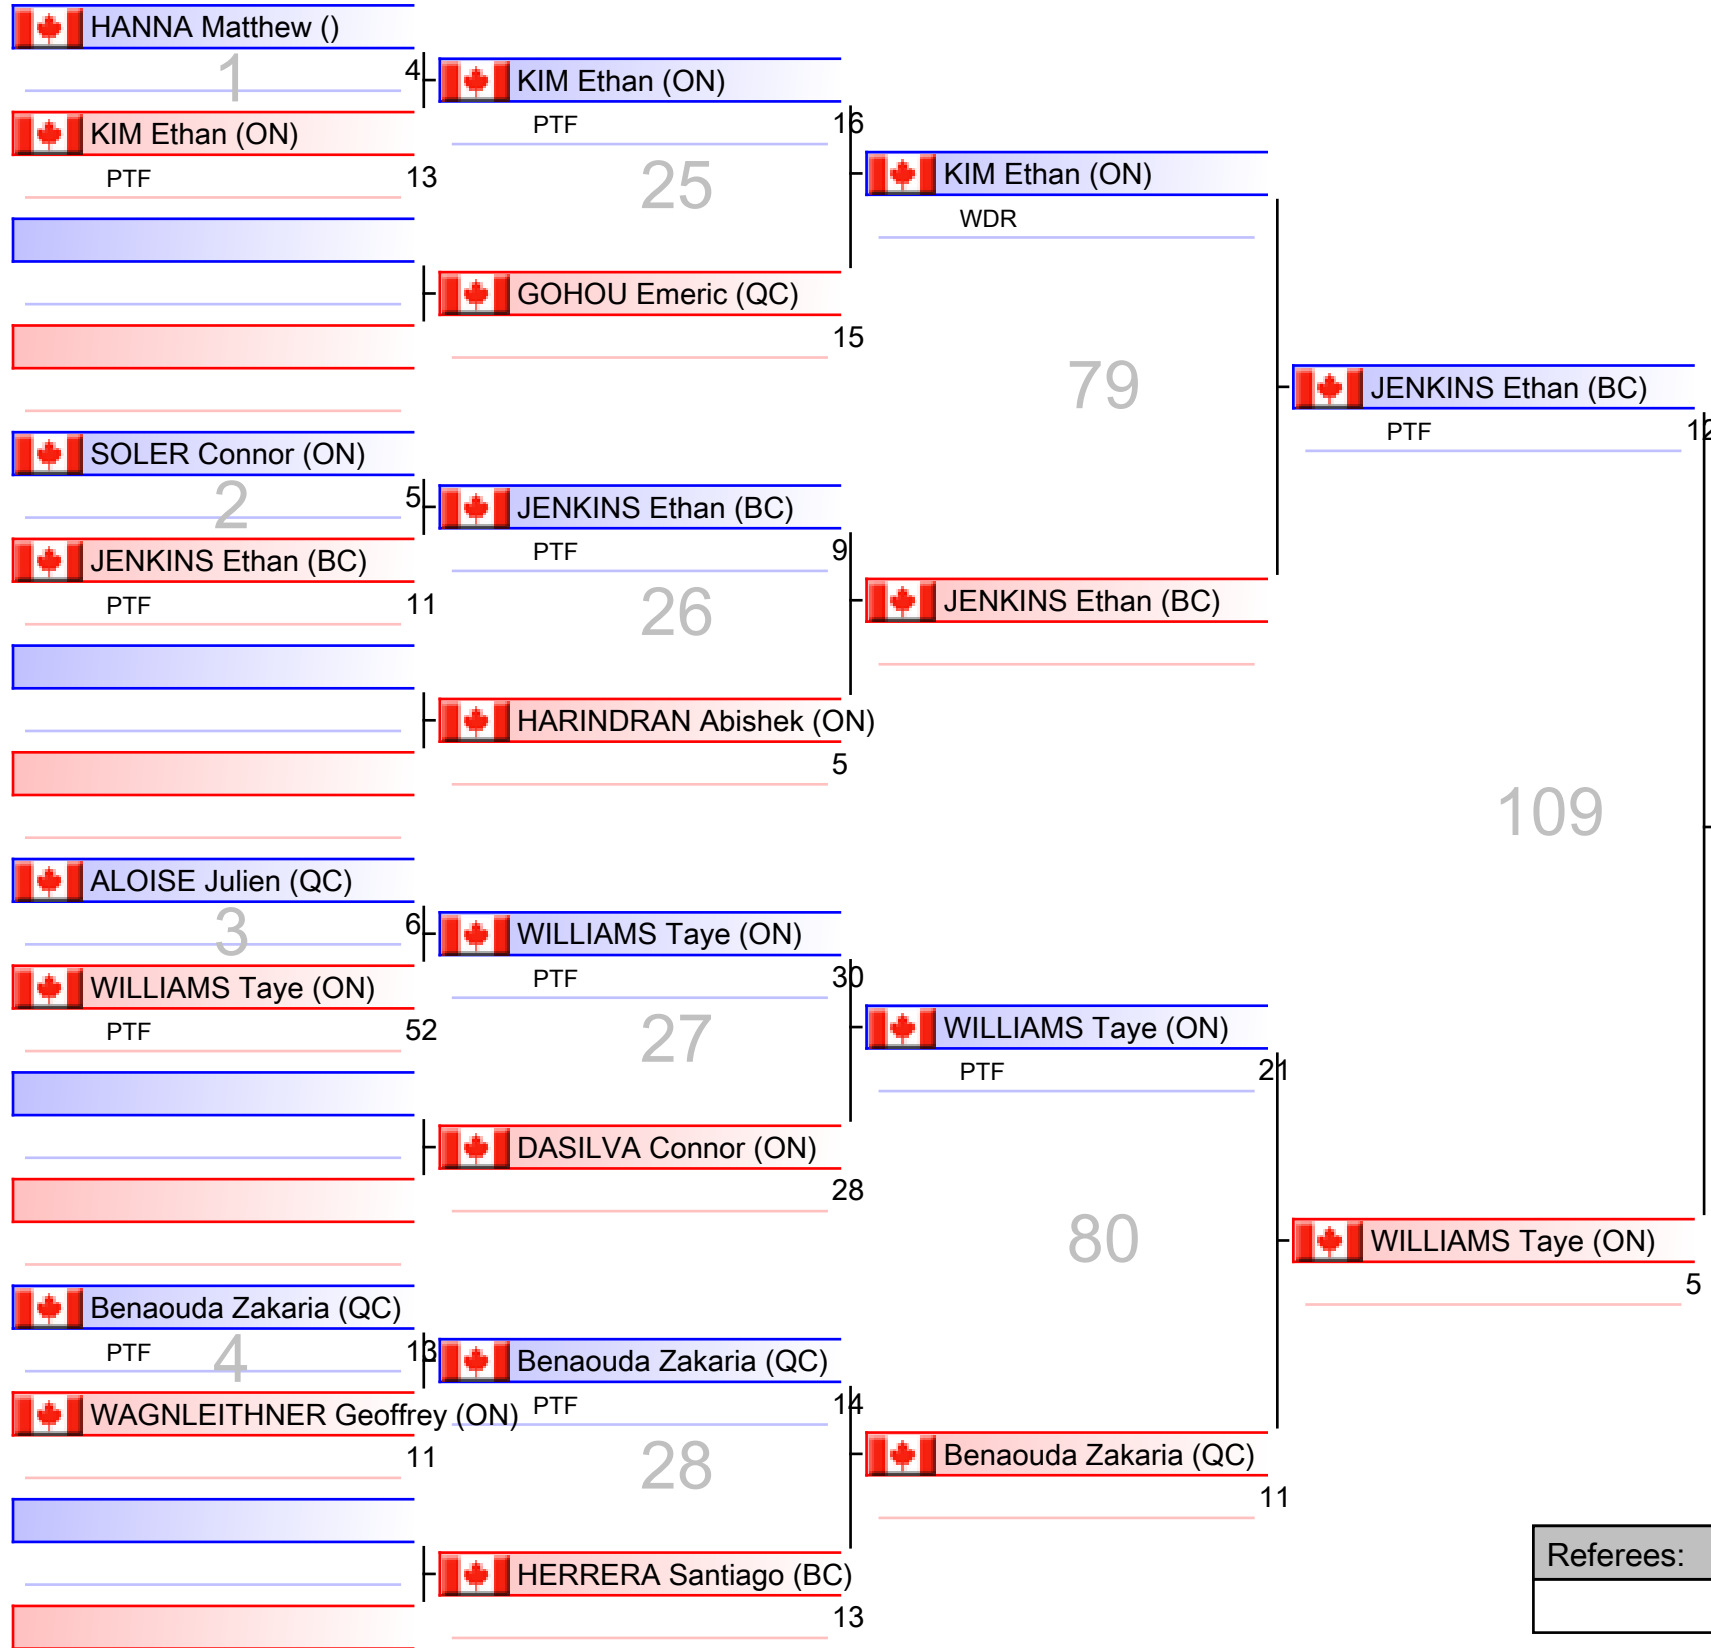 HANNA Matthew ()
1
4
KIM Ethan (ON)
PTF
13
KIM Ethan (ON)
PTF
16
25
GOHOU Emeric (QC)
15
KIM Ethan (ON)
WDR
79
SOLER Connor (ON)
2
5
JENKINS Ethan (BC)
PTF
11
JENKINS Ethan (BC)
PTF
9
26
HARINDRAN Abishek (ON)
5
JENKINS Ethan (BC)
JENKINS Ethan (BC)
PTF
12
109
ALOISE Julien (QC)
3
6
WILLIAMS Taye (ON)
PTF
52
WILLIAMS Taye (ON)
PTF
30
27
DASILVA Connor (ON)
28
WILLIAMS Taye (ON)
PTF
21
80
WILLIAMS Taye (ON)
5
Benaouda Zakaria (QC)
PTF
4
13
WAGNLEITHNER Geoffrey (ON)
11
Benaouda Zakaria (QC)
PTF
14
28
HERRERA Santiago (BC)
13
Benaouda Zakaria (QC)
11
Referees: